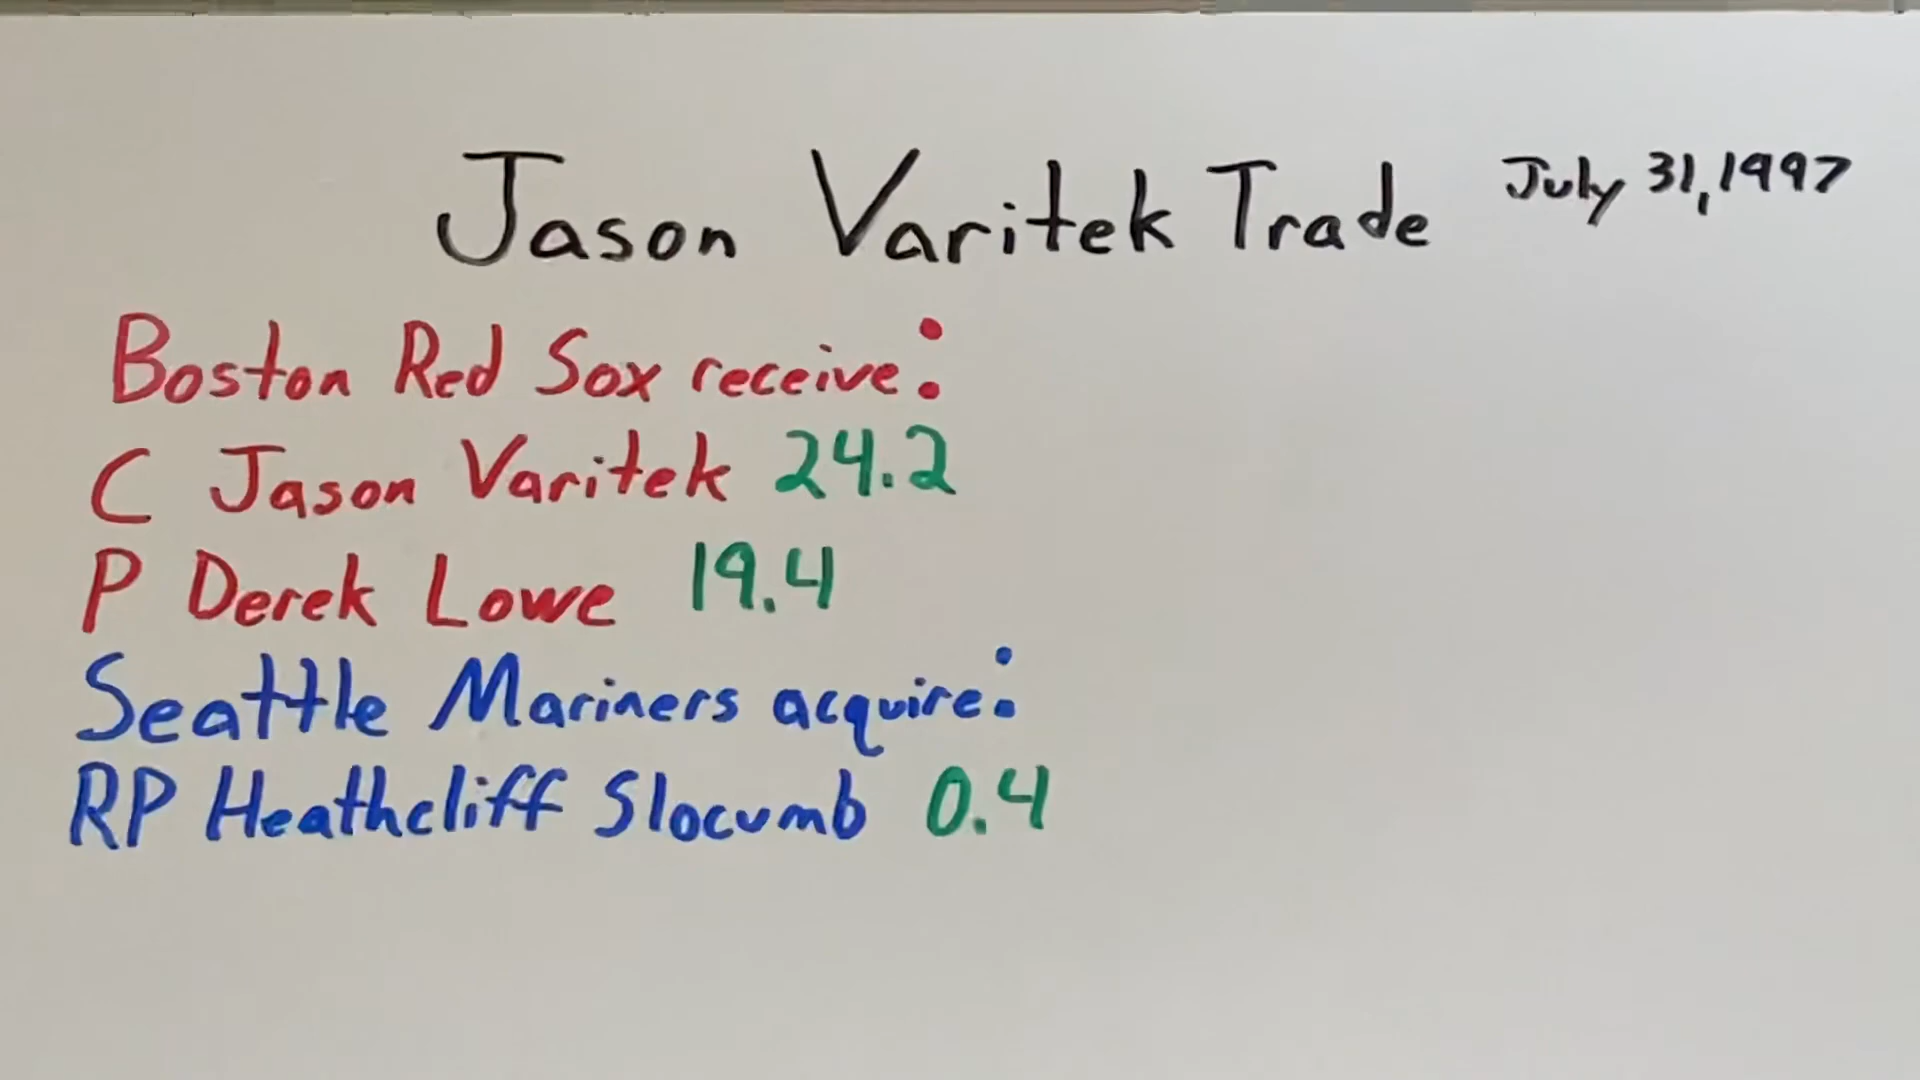 Jason Varitek Trade July 31, 1997
Boston Red Sox receive:
C Jason Varitek 24.2
P Derek Lowe 19.4
Seattle Mariners acquire:
RP Heathcliff Slocumb 0.4